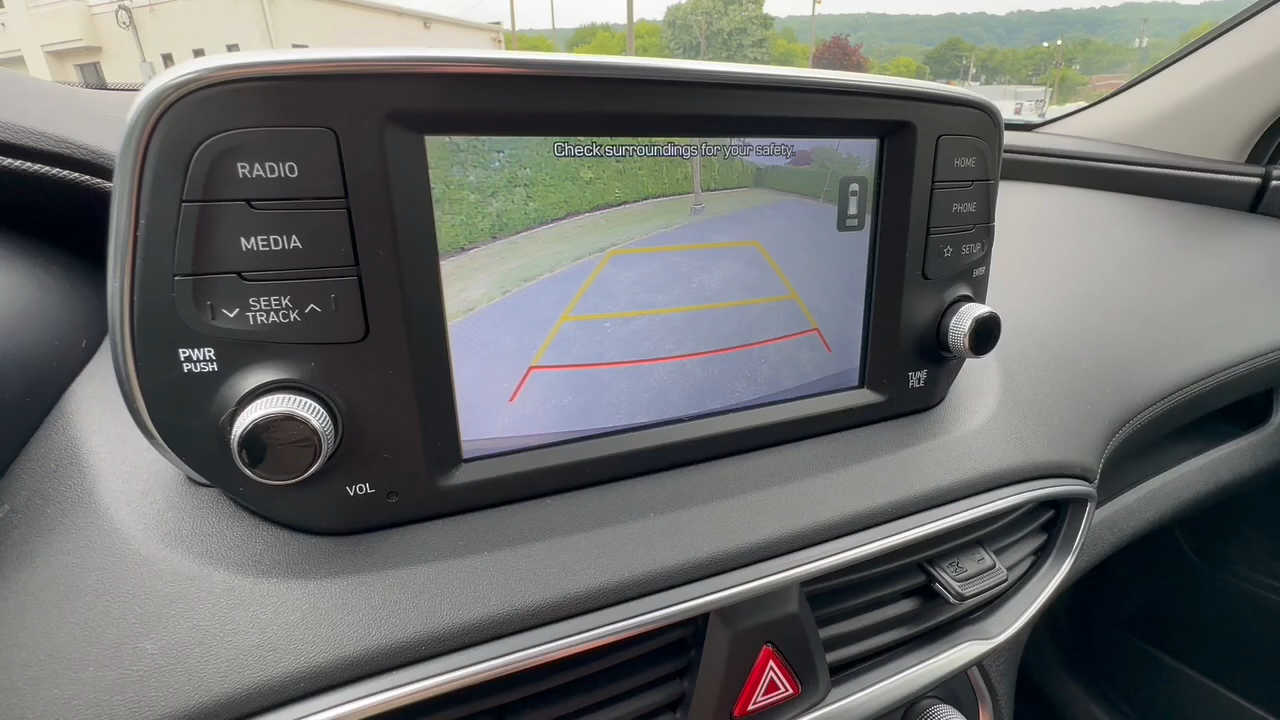 RADIO
MEDIA
SEEK
TRACK
PWR
PUSH
VOL
Check surroundings for your safety.
HOME
PHONE
SETUP
ENTER
TUNE
FILE